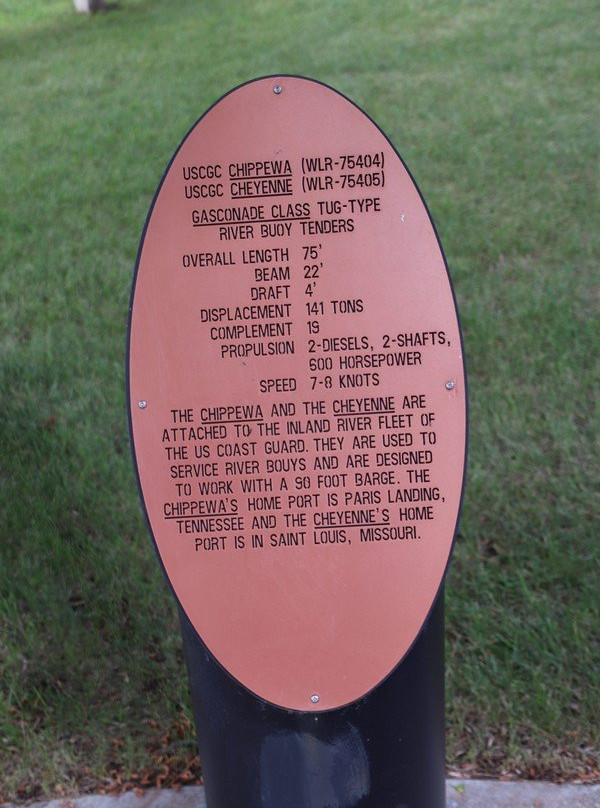 USCGC CHIPPEWA (WLR-75404)
USCGC CHEYENNE (WLR-75405)
GASCONADE CLASS TUG-TYPE
RIVER BUOY TENDERS
OVERALL LENGTH 75'
BEAM 22'
DRAFT 4'
DISPLACEMENT 141 TONS
COMPLEMENT 19
PROPULSION 2-DIESELS, 2-SHAFTS,
600 HORSEPOWER
SPEED 7-8 KNOTS
THE CHIPPEWA AND THE CHEYENNE ARE
ATTACHED TO THE INLAND RIVER FLEET OF
THE US COAST GUARD. THEY ARE USED TO
SERVICE RIVER BOUYS AND ARE DESIGNED
TO WORK WITH A 90 FOOT BARGE. THE
CHIPPEWA'S HOME PORT IS PARIS LANDING,
TENNESSEE AND THE CHEYENNE'S HOME
PORT IS IN SAINT LOUIS, MISSOURI.